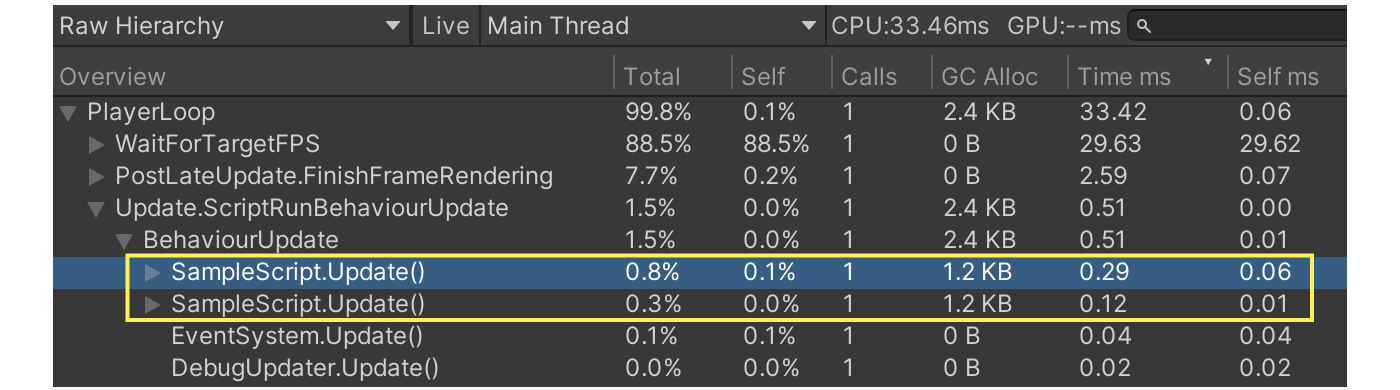 Raw Hierarchy Live Main Thread CPU:33.46ms GPU:--ms
Overview Total Self Calls GC Alloc Time ms Self ms
PlayerLoop 99.8% 0.1% 1 2.4 KB 33.42 0.06
WaitForTargetFPS 88.5% 88.5% 1 0 B 29.63 29.62
PostLateUpdate.FinishFrameRendering 7.7% 0.2% 1 0 B 2.59 0.07
Update.ScriptRunBehaviourUpdate 1.5% 0.0% 1 2.4 KB 0.51 0.00
BehaviourUpdate 1.5% 0.0% 1 2.4 KB 0.51 0.01
SampleScript.Update() 0.8% 0.1% 1 1.2 KB 0.29 0.06
SampleScript.Update() 0.3% 0.0% 1 1.2 KB 0.12 0.01
EventSystem.Update() 0.1% 0.1% 1 0 B 0.04 0.04
DebugUpdater.Update() 0.0% 0.0% 1 0 B 0.02 0.02